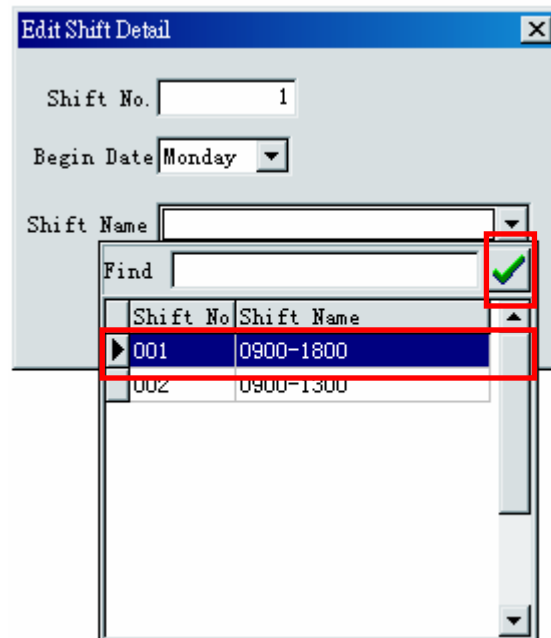 Edit Shift Detail
Shift No. 1
Begin Date Monday
Shift Name
Find
Shift No Shift Name
001 0900-1800
002 0900-1300